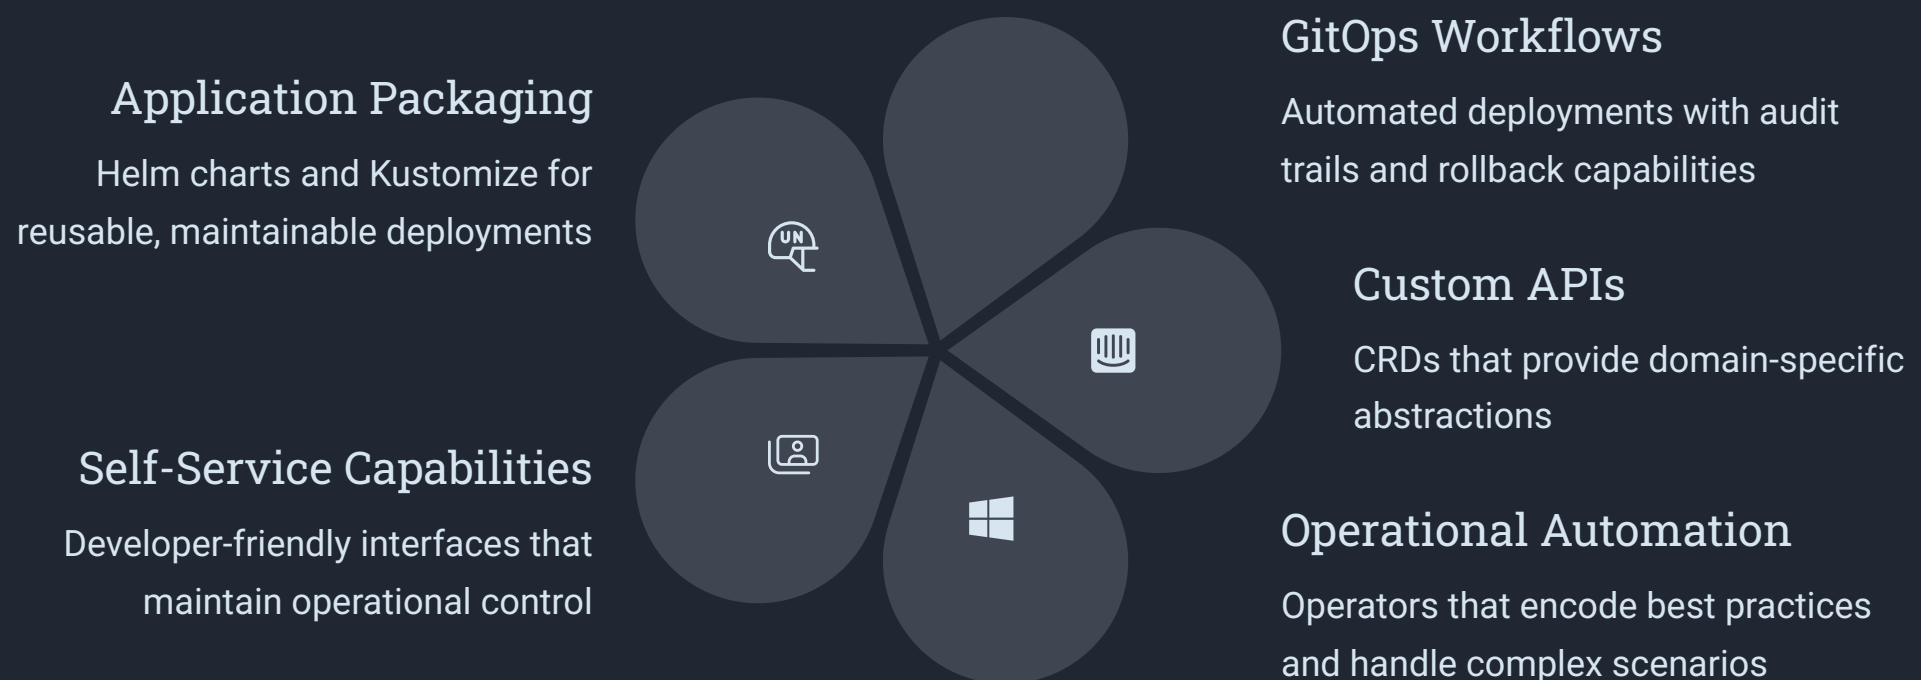 Application Packaging
Helm charts and Kustomize for
reusable, maintainable deployments
UN
Self-Service Capabilities
Developer-friendly interfaces that
maintain operational control
GitOps Workflows
Automated deployments with audit
trails and rollback capabilities
Custom APIs
CRDs that provide domain-specific
abstractions
Operational Automation
Operators that encode best practices
and handle complex scenarios